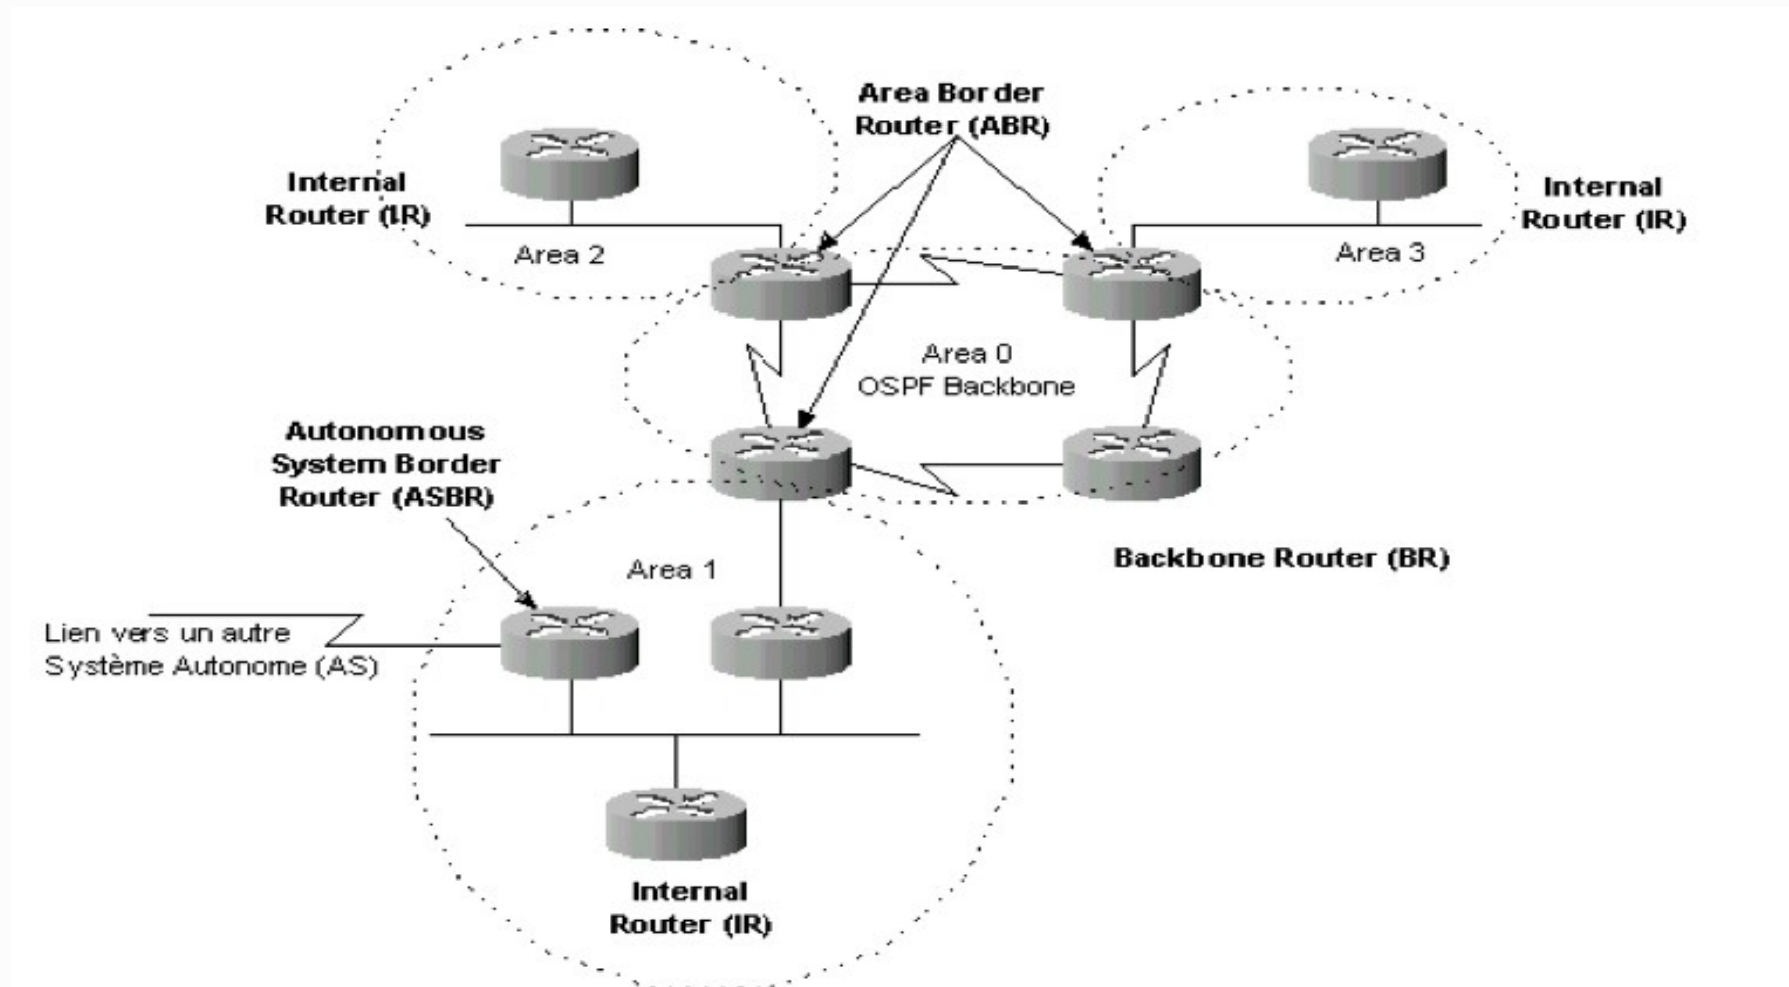 Area Border
Router (ABR)
Internal
Router (IR)
Internal
Router (IR)
Area 2
Area 3
Area 0
OSPF Backbone
Autonomous
System Border
Router (ASBR)
Backbone Router (BR)
Area 1
Lien vers un autre
Système Autonome (AS)
Internal
Router (IR)